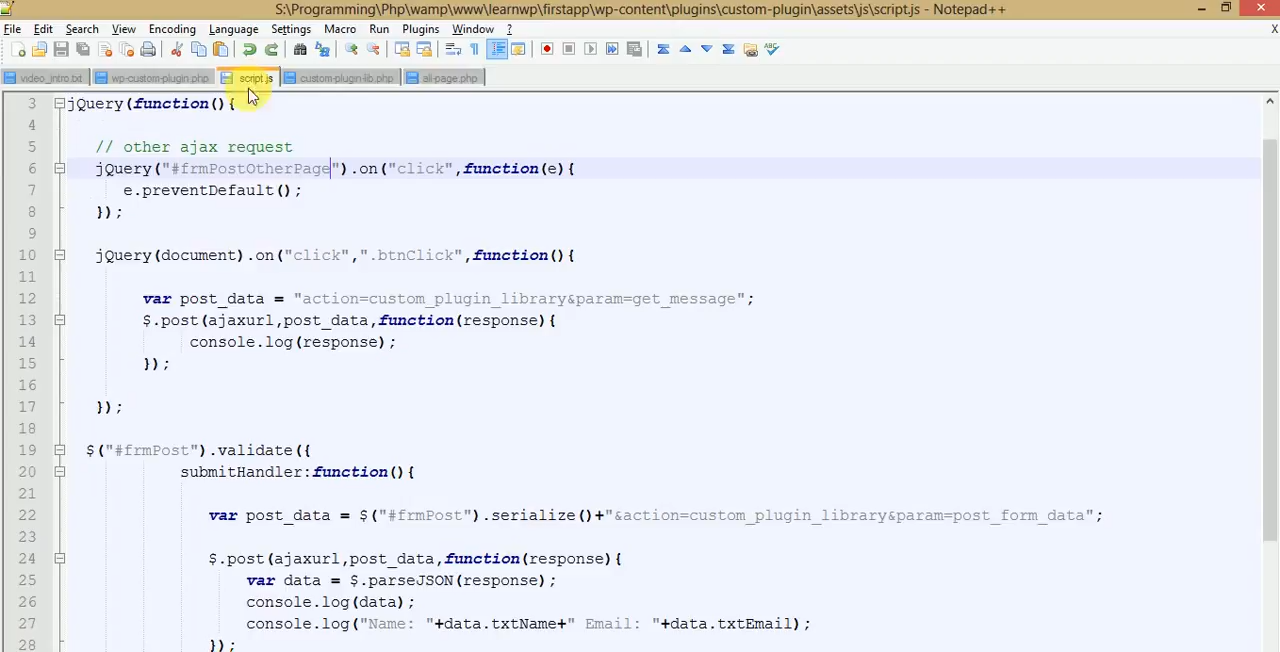 S:\Programming\Php\wamp\www\learnwp\firstapp\wp-content\plugins\custom-plugin\assets\js\script.js - Notepad++
File Edit Search View Encoding Language Settings Macro Run Plugins Window ? X
video_intro.txt wp-custom-plugin.php script.js custom-plugin-lib.php all-page.php
3 jQuery(function(){
4
5 // other ajax request
6 jQuery("#frmPostOtherPage").on("click",function(e){
7 e.preventDefault();
8 });
9
10 jQuery(document).on("click",".btnClick",function(){
11
12 var post_data = "action=custom_plugin_library&param=get_message";
13 $.post(ajaxurl,post_data,function(response){
14 console.log(response);
15 });
16
17 });
18
19 $("#frmPost").validate({
20 submitHandler:function(){
21
22 var post_data = $("#frmPost").serialize()+"&action=custom_plugin_library&param=post_form_data";
23
24 $.post(ajaxurl,post_data,function(response){
25 var data = $.parseJSON(response);
26 console.log(data);
27 console.log("Name: "+data.txtName+" Email: "+data.txtEmail);
28 });